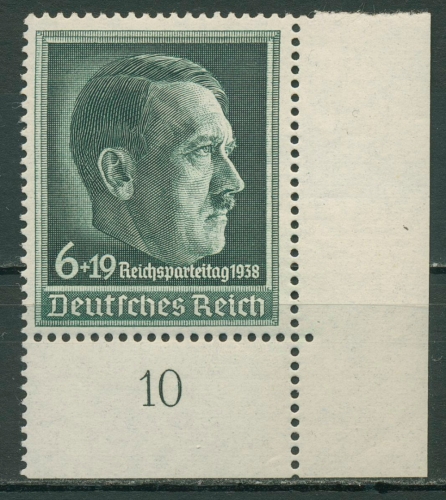 6+19 Reichsparteitag 1938
Deutsches Reich
10